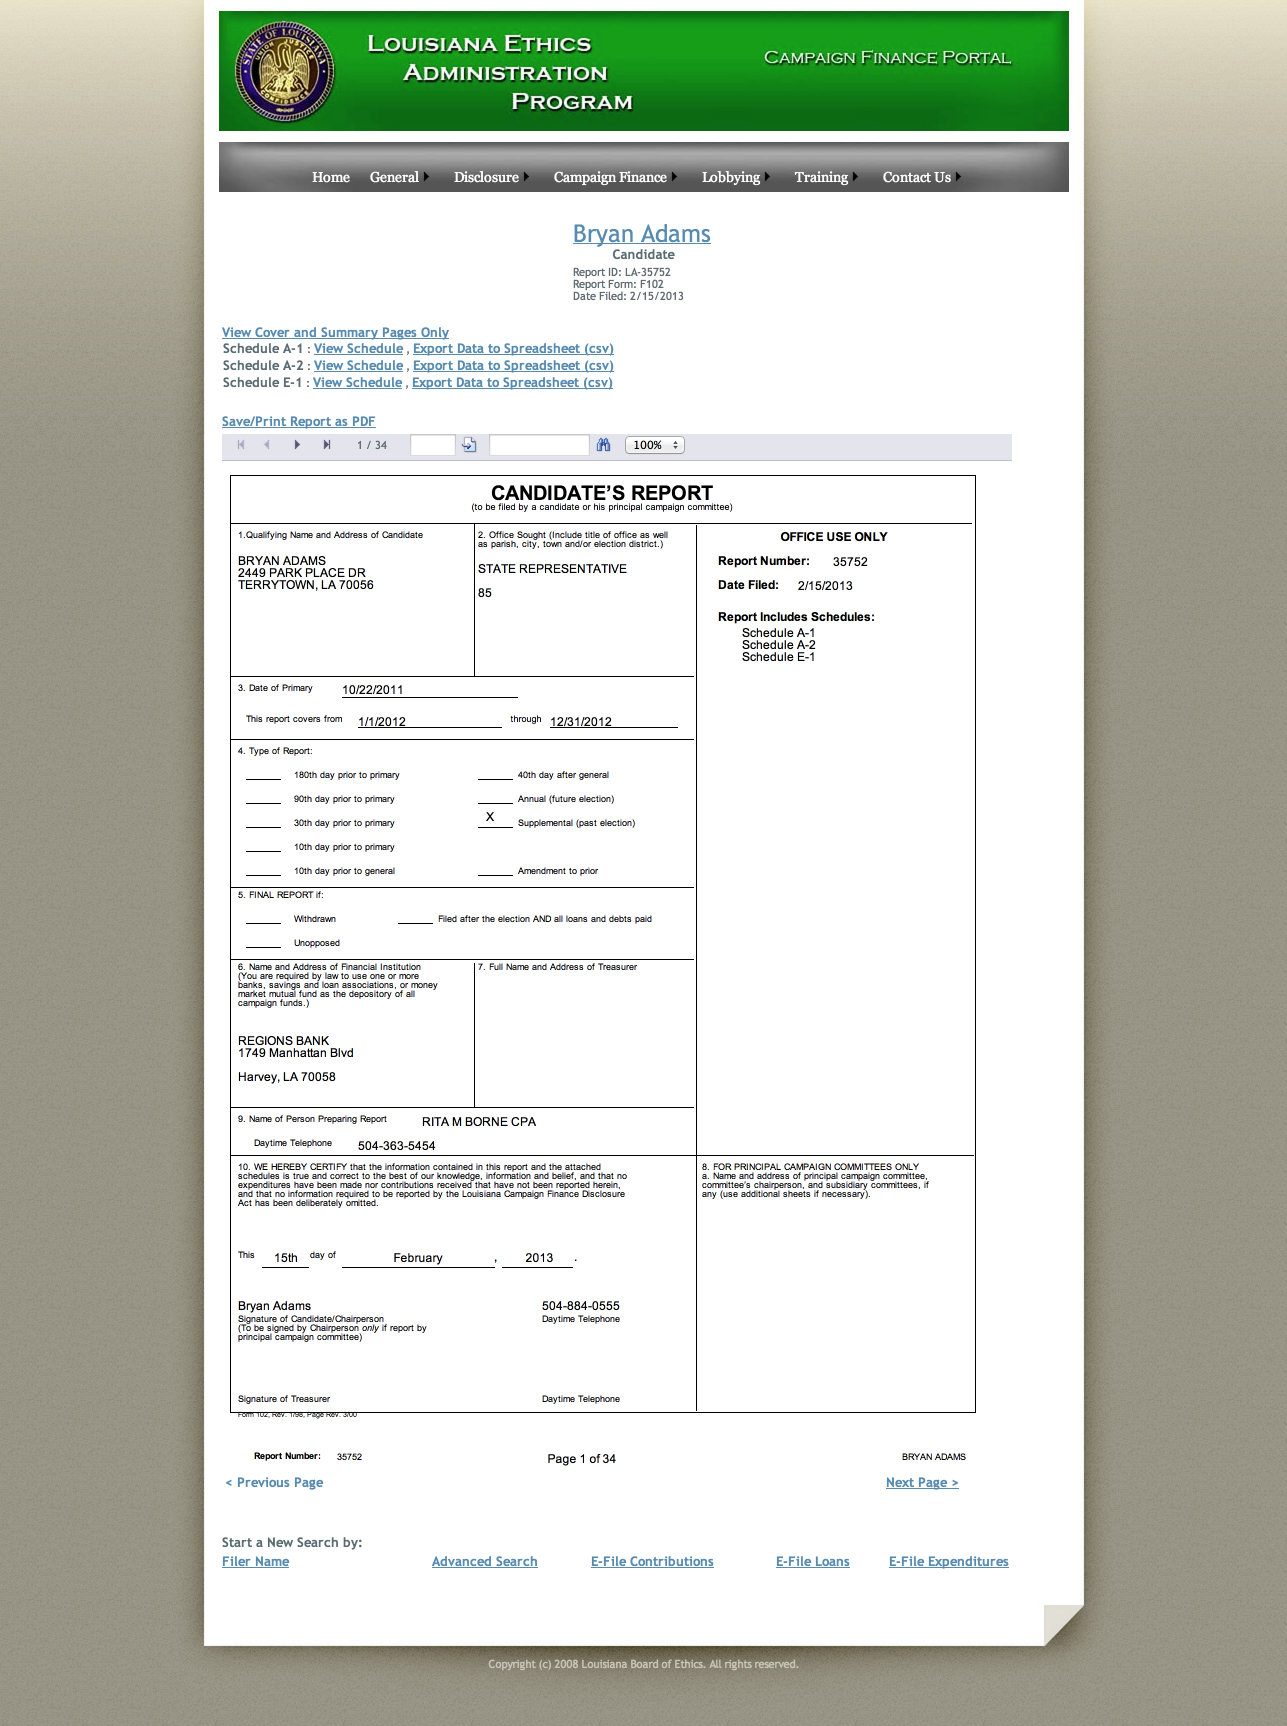 LOUISIANA ETHICS
ADMINISTRATION
PROGRAM
CAMPAIGN FINANCE PORTAL
Home General Disclosure Campaign Finance Lobbying Training Contact Us
Bryan Adams
Candidate
Report ID: LA-35752
Report Form: F102
Date Filed: 2/15/2013
View Cover and Summary Pages Only
Schedule A-1 : View Schedule , Export Data to Spreadsheet (csv)
Schedule A-2 : View Schedule , Export Data to Spreadsheet (csv)
Schedule E-1 : View Schedule , Export Data to Spreadsheet (csv)
Save/Print Report as PDF
1 / 34 100%
CANDIDATE'S REPORT
(to be filed by a candidate or his principal campaign committee)
1.Qualifying Name and Address of Candidate
BRYAN ADAMS
2449 PARK PLACE DR
TERRYTOWN, LA 70056
2. Office Sought (Include title of office as well
as parish, city, town and/or election district.)
STATE REPRESENTATIVE
85
OFFICE USE ONLY
Report Number: 35752
Date Filed: 2/15/2013
Report Includes Schedules:
Schedule A-1
Schedule A-2
Schedule E-1
3. Date of Primary 10/22/2011
This report covers from 1/1/2012 through 12/31/2012
4. Type of Report:
180th day prior to primary 40th day after general
90th day prior to primary Annual (future election)
30th day prior to primary X Supplemental (past election)
10th day prior to primary
10th day prior to general Amendment to prior
5. FINAL REPORT if:
Withdrawn Filed after the election AND all loans and debts paid
Unopposed
6. Name and Address of Financial Institution
(You are required by law to use one or more
banks, savings and loan associations, or money
market mutual fund as the depository of all
campaign funds.)
REGIONS BANK
1749 Manhattan Blvd
Harvey, LA 70058
7. Full Name and Address of Treasurer
9. Name of Person Preparing Report RITA M BORNE CPA
Daytime Telephone 504-363-5454
10. WE HEREBY CERTIFY that the information contained in this report and the attached
schedules is true and correct to the best of our knowledge, information and belief, and that no
expenditures have been made nor contributions received that have not been reported herein,
and that no information required to be reported by the Louisiana Campaign Finance Disclosure
Act has been deliberately omitted.
This 15th day of February , 2013 .
Bryan Adams 504-884-0555
Signature of Candidate/Chairperson Daytime Telephone
(To be signed by Chairperson only if report by
principal campaign committee)
Signature of Treasurer Daytime Telephone
8. FOR PRINCIPAL CAMPAIGN COMMITTEES ONLY
a. Name and address of principal campaign committee,
committee's chairperson, and subsidiary committees, if
any (use additional sheets if necessary).
Form 102, Rev. 1/98, Page Rev. 3/00
Report Number: 35752 Page 1 of 34 BRYAN ADAMS
< Previous Page Next Page >
Start a New Search by:
Filer Name Advanced Search E-File Contributions E-File Loans E-File Expenditures
Copyright (c) 2008 Louisiana Board of Ethics. All rights reserved.